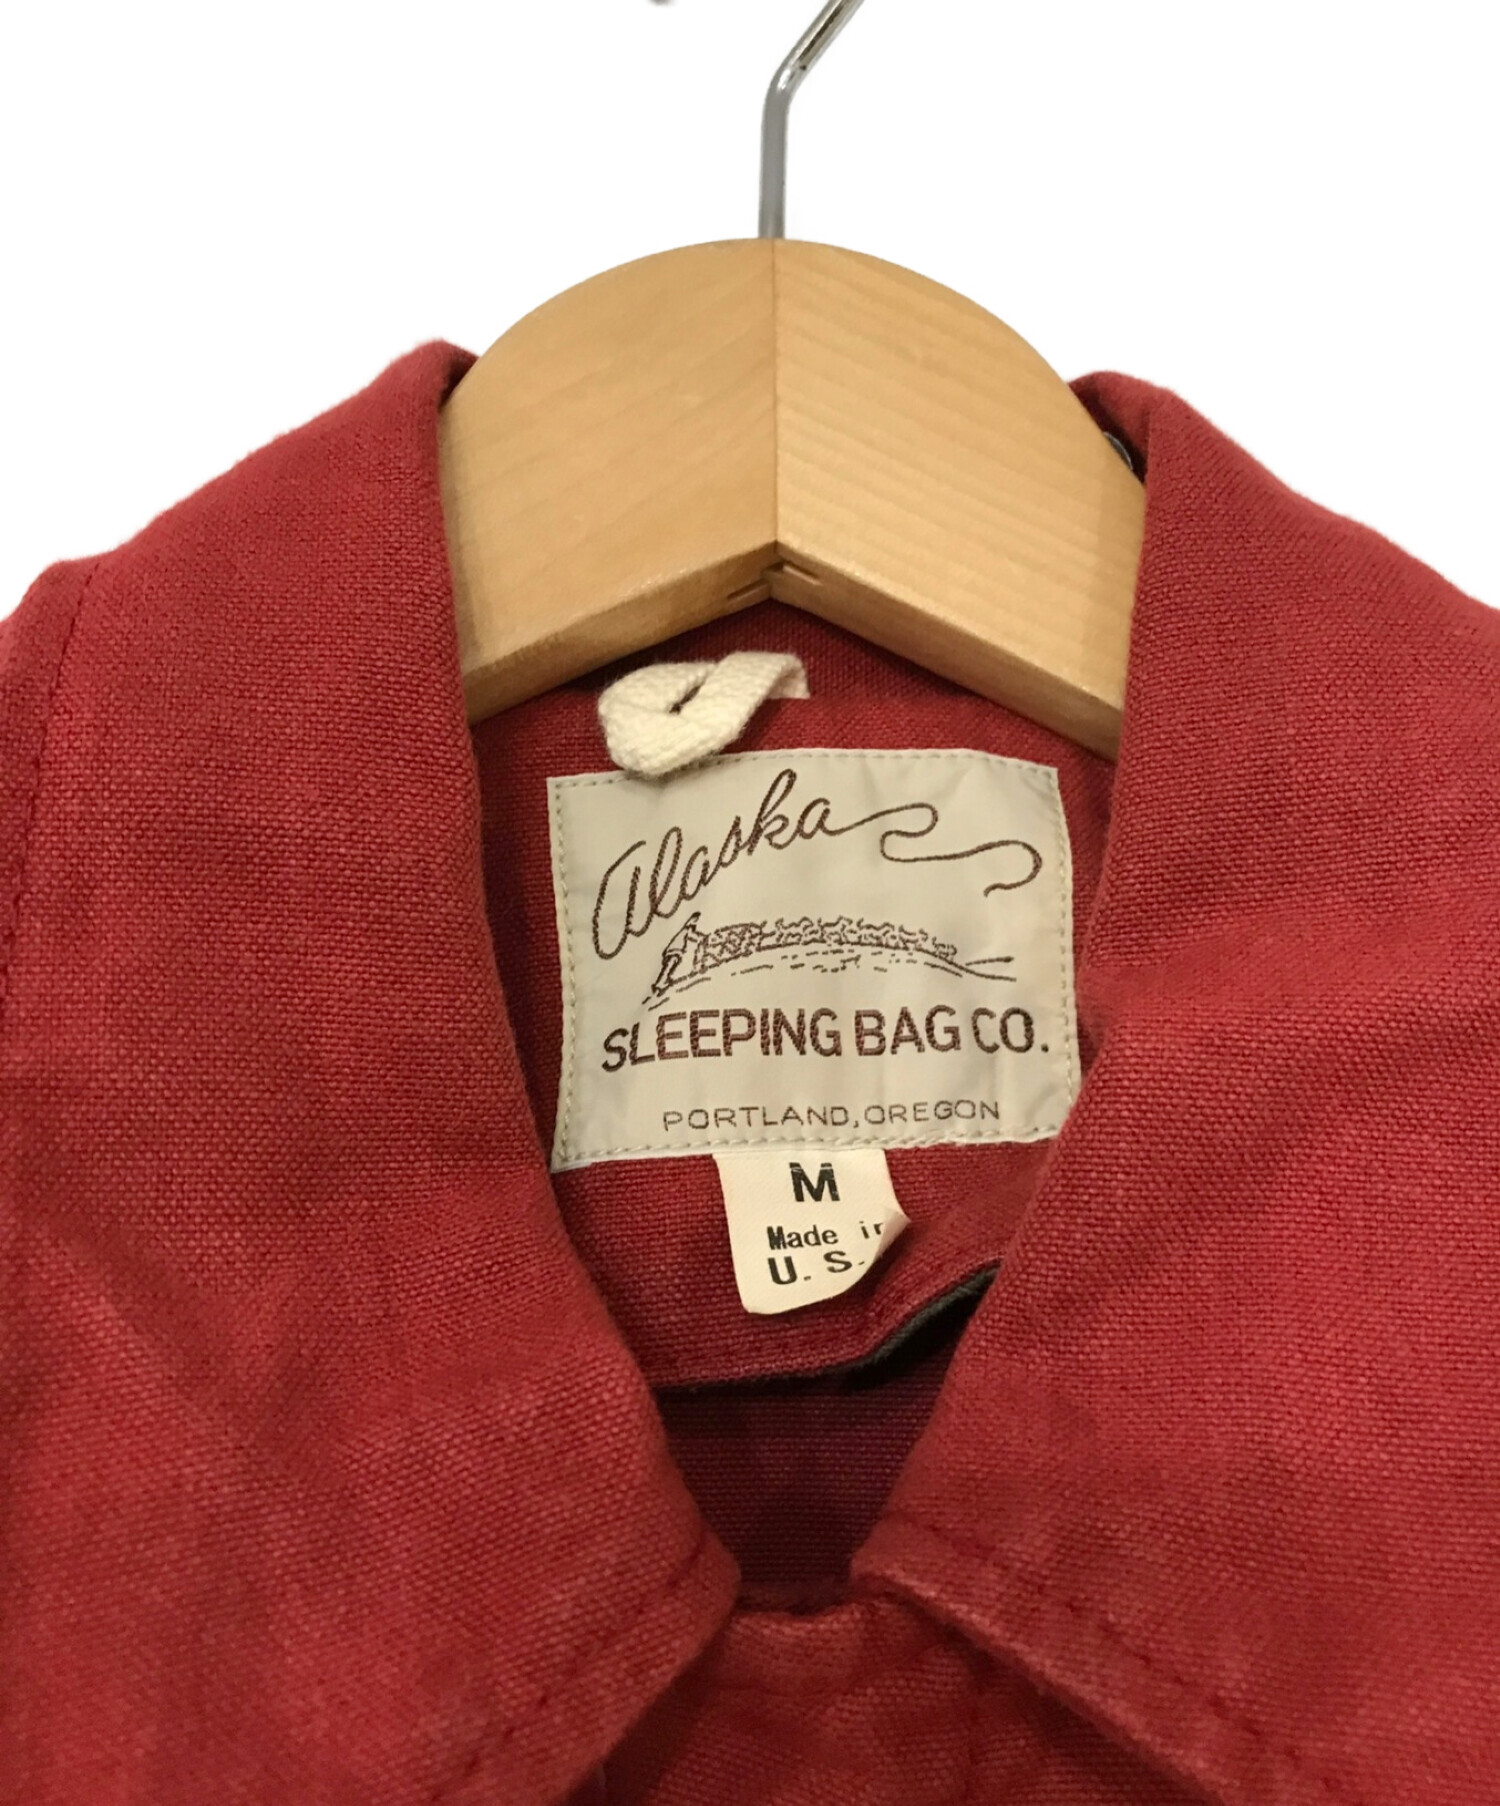 Alaska
SLEEPING BAG CO.
PORTLAND, OREGON
M
Made in
U. S.